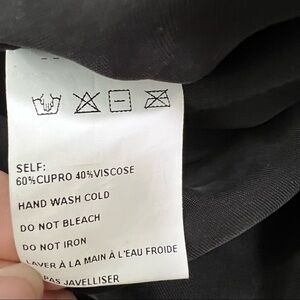 SELF:
60%CUPRO 40%VISCOSE
HAND WASH COLD
DO NOT BLEACH
DO NOT IRON
LAVER À LA MAIN À L'EAU FROIDE
PAS JAVELLISER